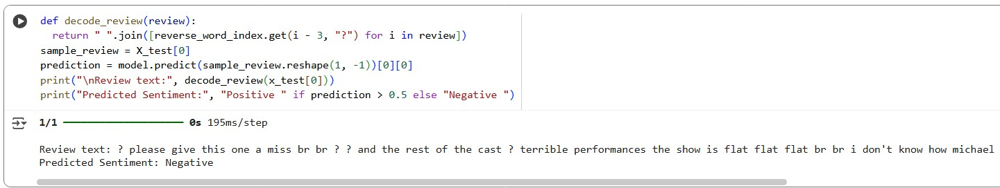 def decode_review(review):
  return " ".join([reverse_word_index.get(i - 3, "?") for i in review])
sample_review = X_test[0]
prediction = model.predict(sample_review.reshape(1, -1))[0][0]
print("\nReview text:", decode_review(x_test[0]))
print("Predicted Sentiment:", "Positive " if prediction > 0.5 else "Negative ")
1/1 ━━━━━━━━━━━━━━━━━━━━ 0s 195ms/step
Review text: ? please give this one a miss br br ? ? and the rest of the cast ? terrible performances the show is flat flat flat br br i don't know how michael
Predicted Sentiment: Negative